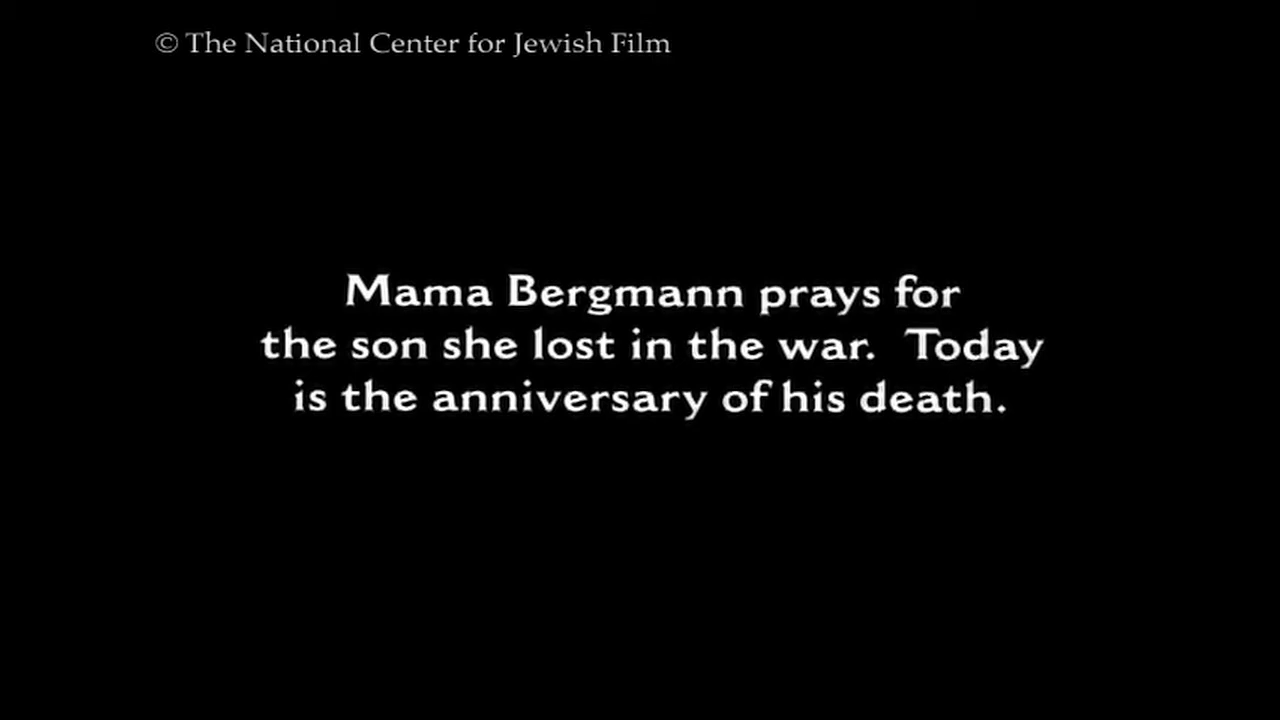 © The National Center for Jewish Film
Mama Bergmann prays for
the son she lost in the war.  Today
is the anniversary of his death.